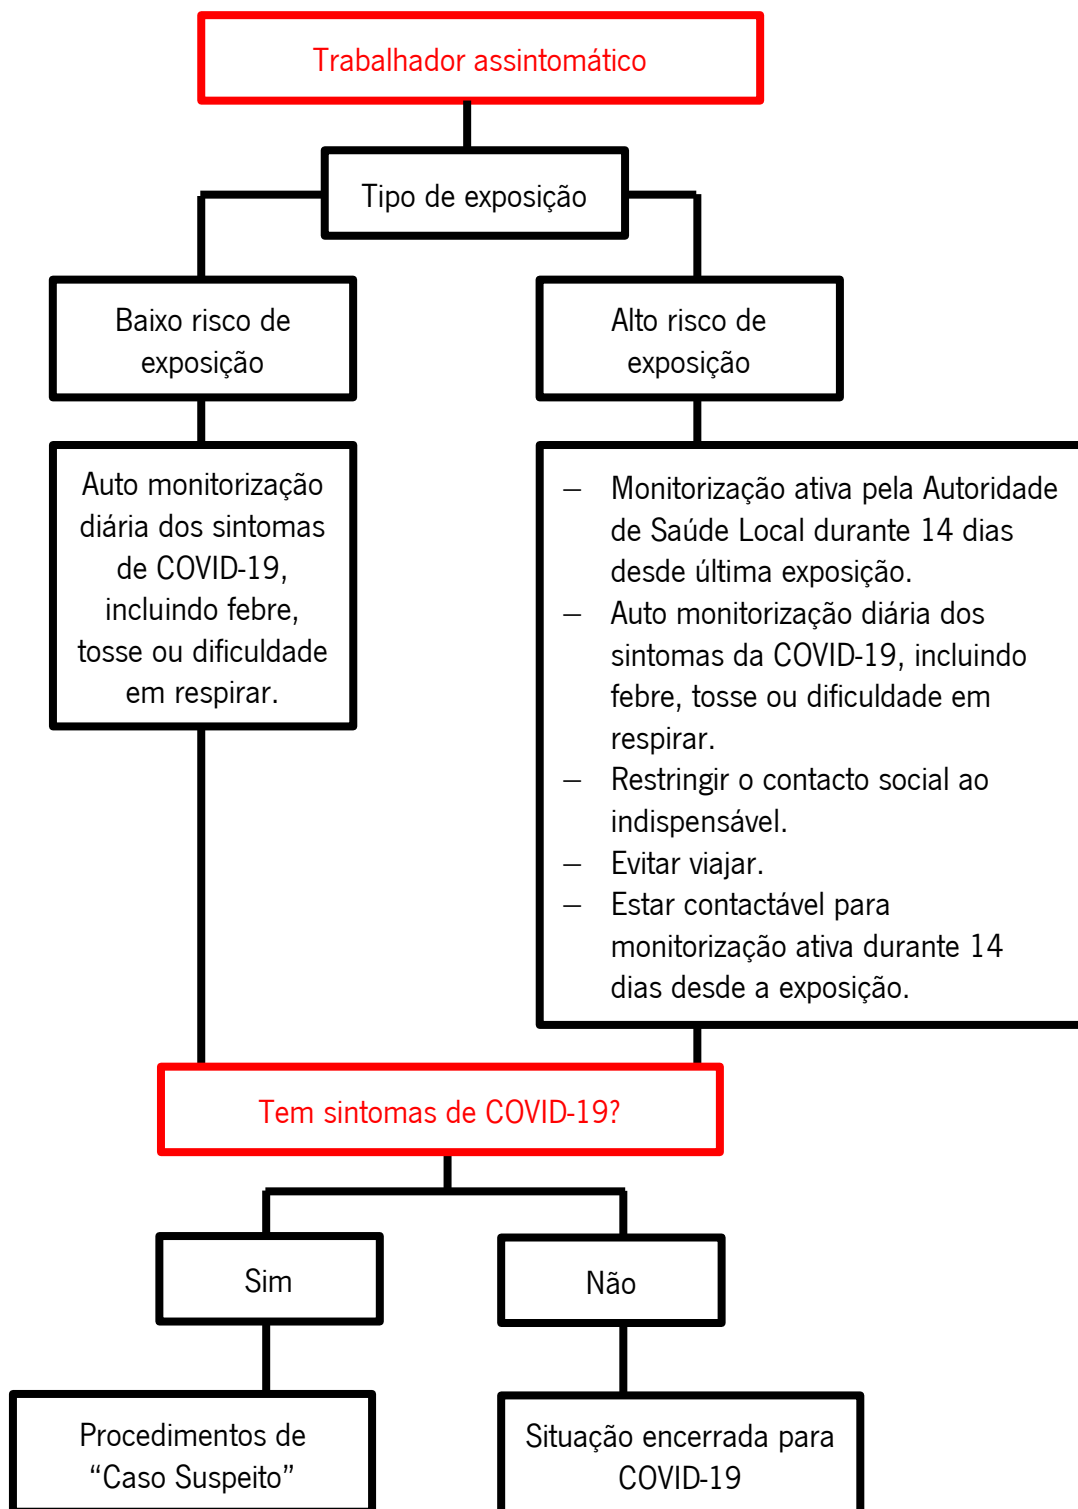 Trabalhador assintomático
Tipo de exposição
Baixo risco de
exposição
Alto risco de
exposição
Auto monitorização
diária dos sintomas
de COVID-19,
incluindo febre,
tosse ou dificuldade
em respirar.
– Monitorização ativa pela Autoridade
de Saúde Local durante 14 dias
desde última exposição.
– Auto monitorização diária dos
sintomas da COVID-19, incluindo
febre, tosse ou dificuldade em
respirar.
– Restringir o contacto social ao
indispensável.
– Evitar viajar.
– Estar contactável para
monitorização ativa durante 14
dias desde a exposição.
Tem sintomas de COVID-19?
Sim
Não
Procedimentos de
“Caso Suspeito”
Situação encerrada para
COVID-19